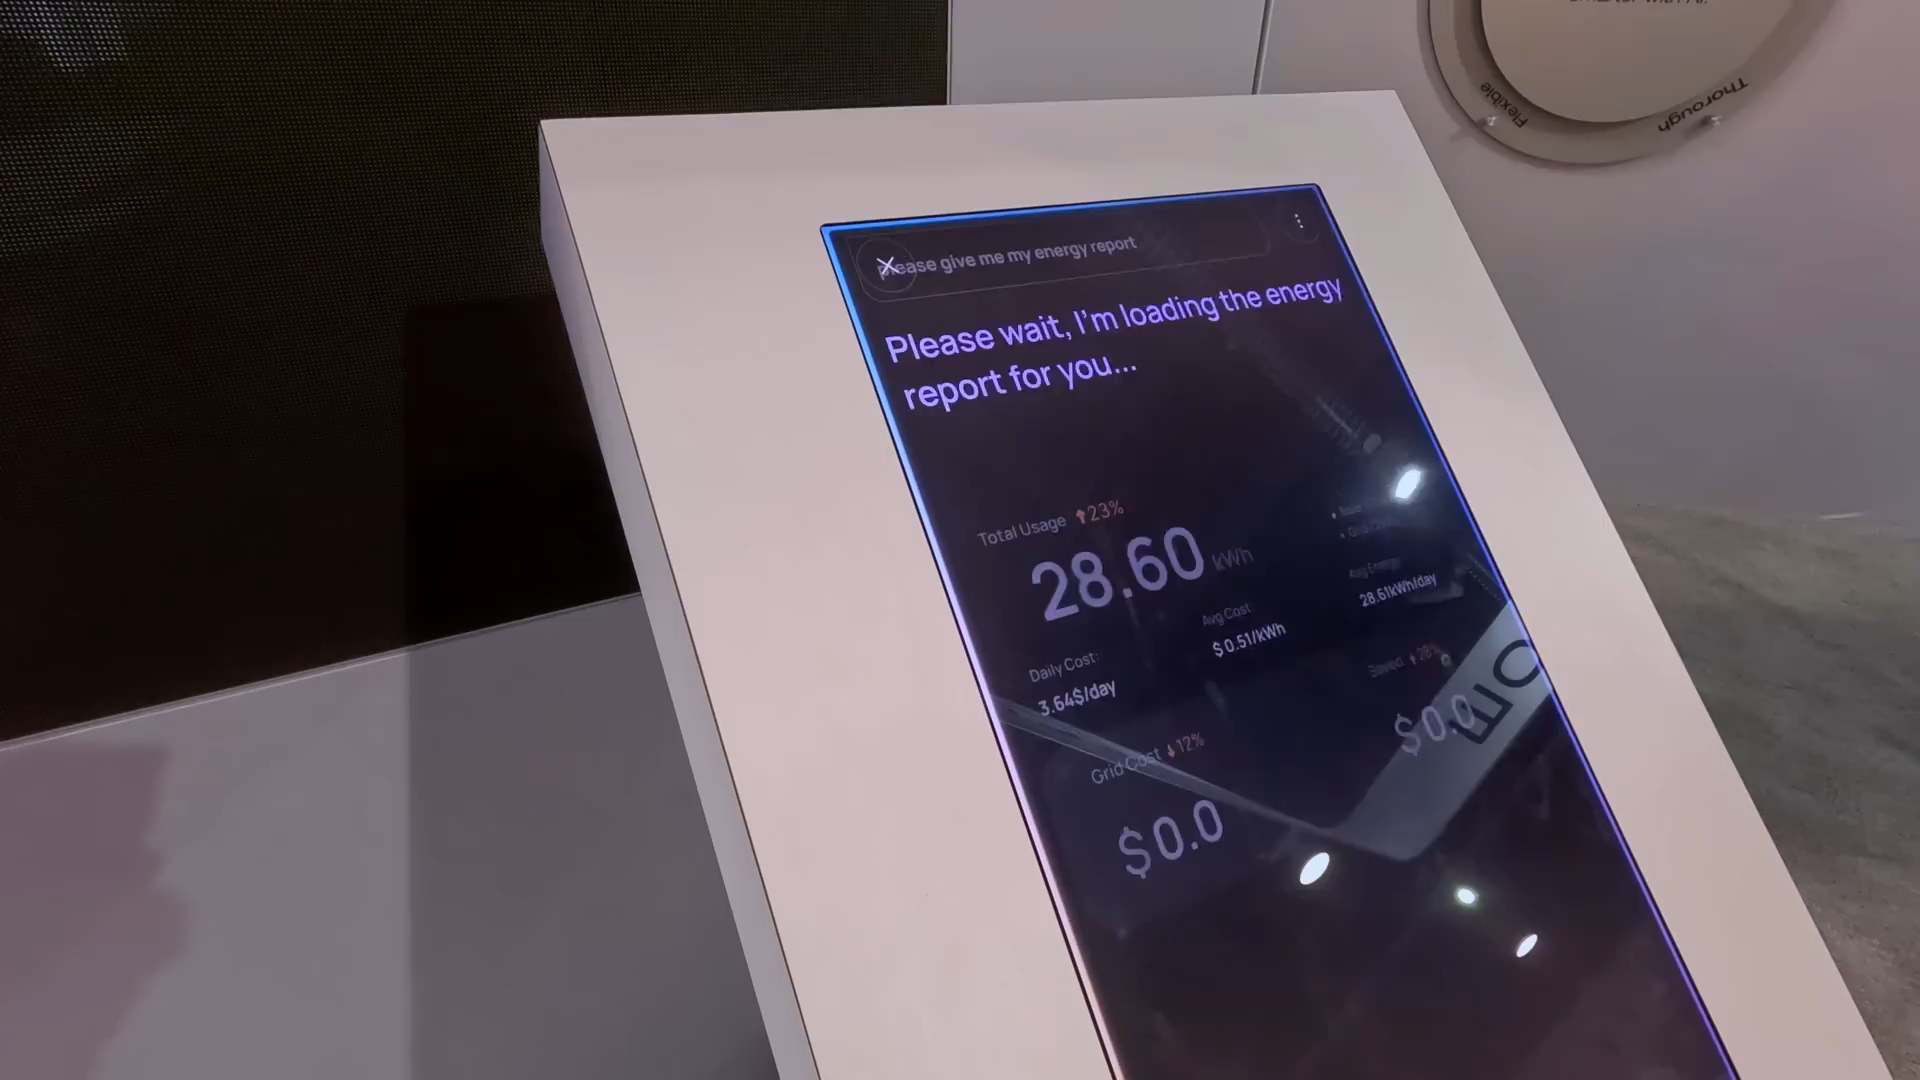 Flexible
Thorough
please give me my energy report
Please wait, I'm loading the energy
report for you...
Total Usage ↑23%
28.60 kWh
Avg Energy
28.61kWh/day
Avg Cost
$0.51/kWh
Daily Cost:
3.64$/day
Saved ↑28%
$0.0
Grid Cost ↓12%
$0.0